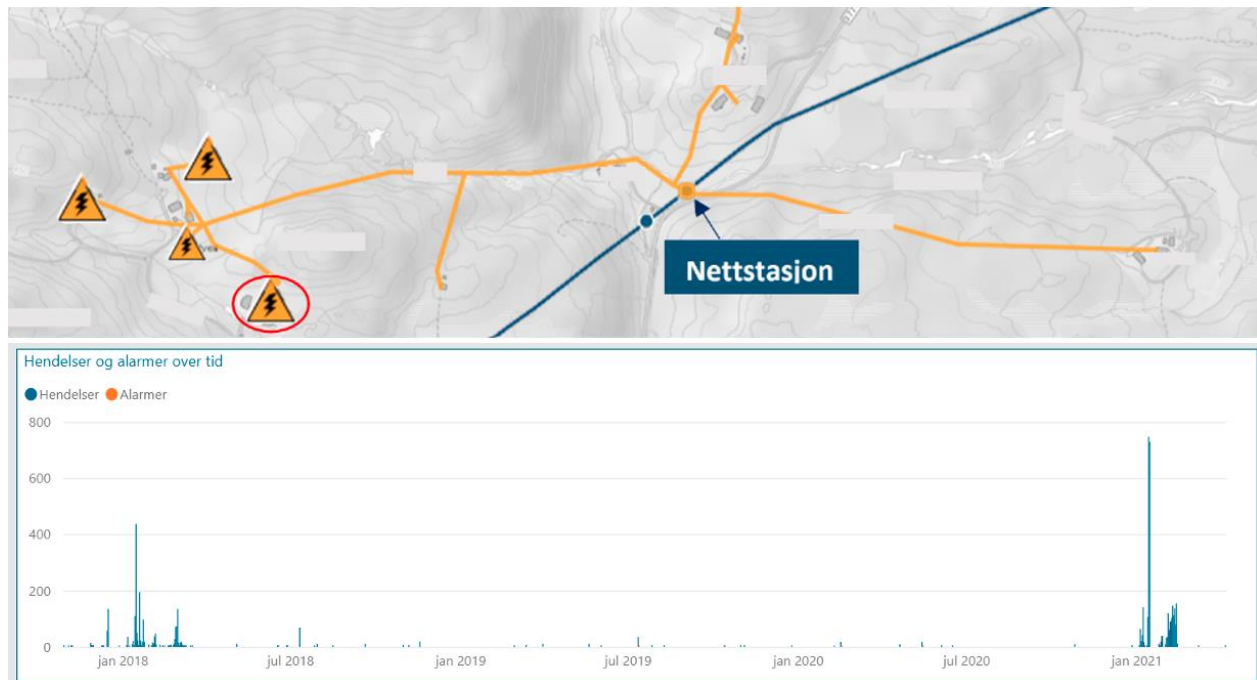 Nettstasjon
Hendelser og alarmer over tid
Hendelser Alarmer
800
600
400
200
0
jan 2018 jul 2018 jan 2019 jul 2019 jan 2020 jul 2020 jan 2021